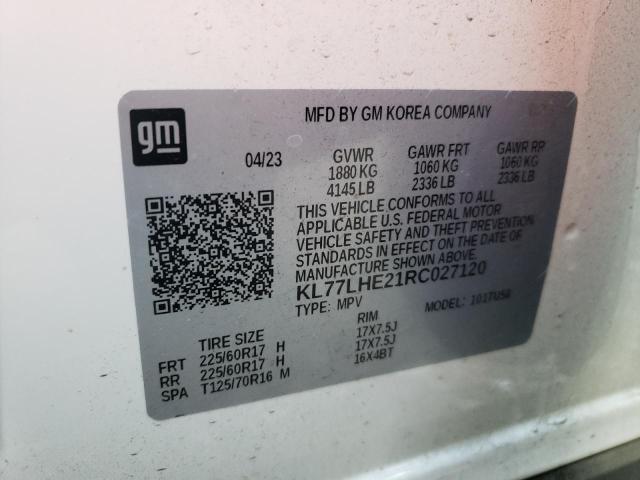 gm
MFD BY GM KOREA COMPANY
04/23 GVWR GAWR FRT GAWR RR
1880 KG 1060 KG 1060 KG
4145 LB 2336 LB 2336 LB
THIS VEHICLE CONFORMS TO ALL
APPLICABLE U.S. FEDERAL MOTOR
VEHICLE SAFETY AND THEFT PREVENTION
STANDARDS IN EFFECT ON THE DATE OF
MANUFACTURE SHOWN ABOVE.
KL77LHE21RC027120
TYPE: MPV MODEL: 101TU58
TIRE SIZE RIM
FRT 225/60R17 H 17X7.5J
RR 225/60R17 H 17X7.5J
SPA T125/70R16 M 16X4BT